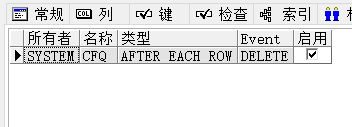 常规 列 键 检查 索引
所有者 名称 类型 Event 启用
SYSTEM CFQ AFTER EACH ROW DELETE